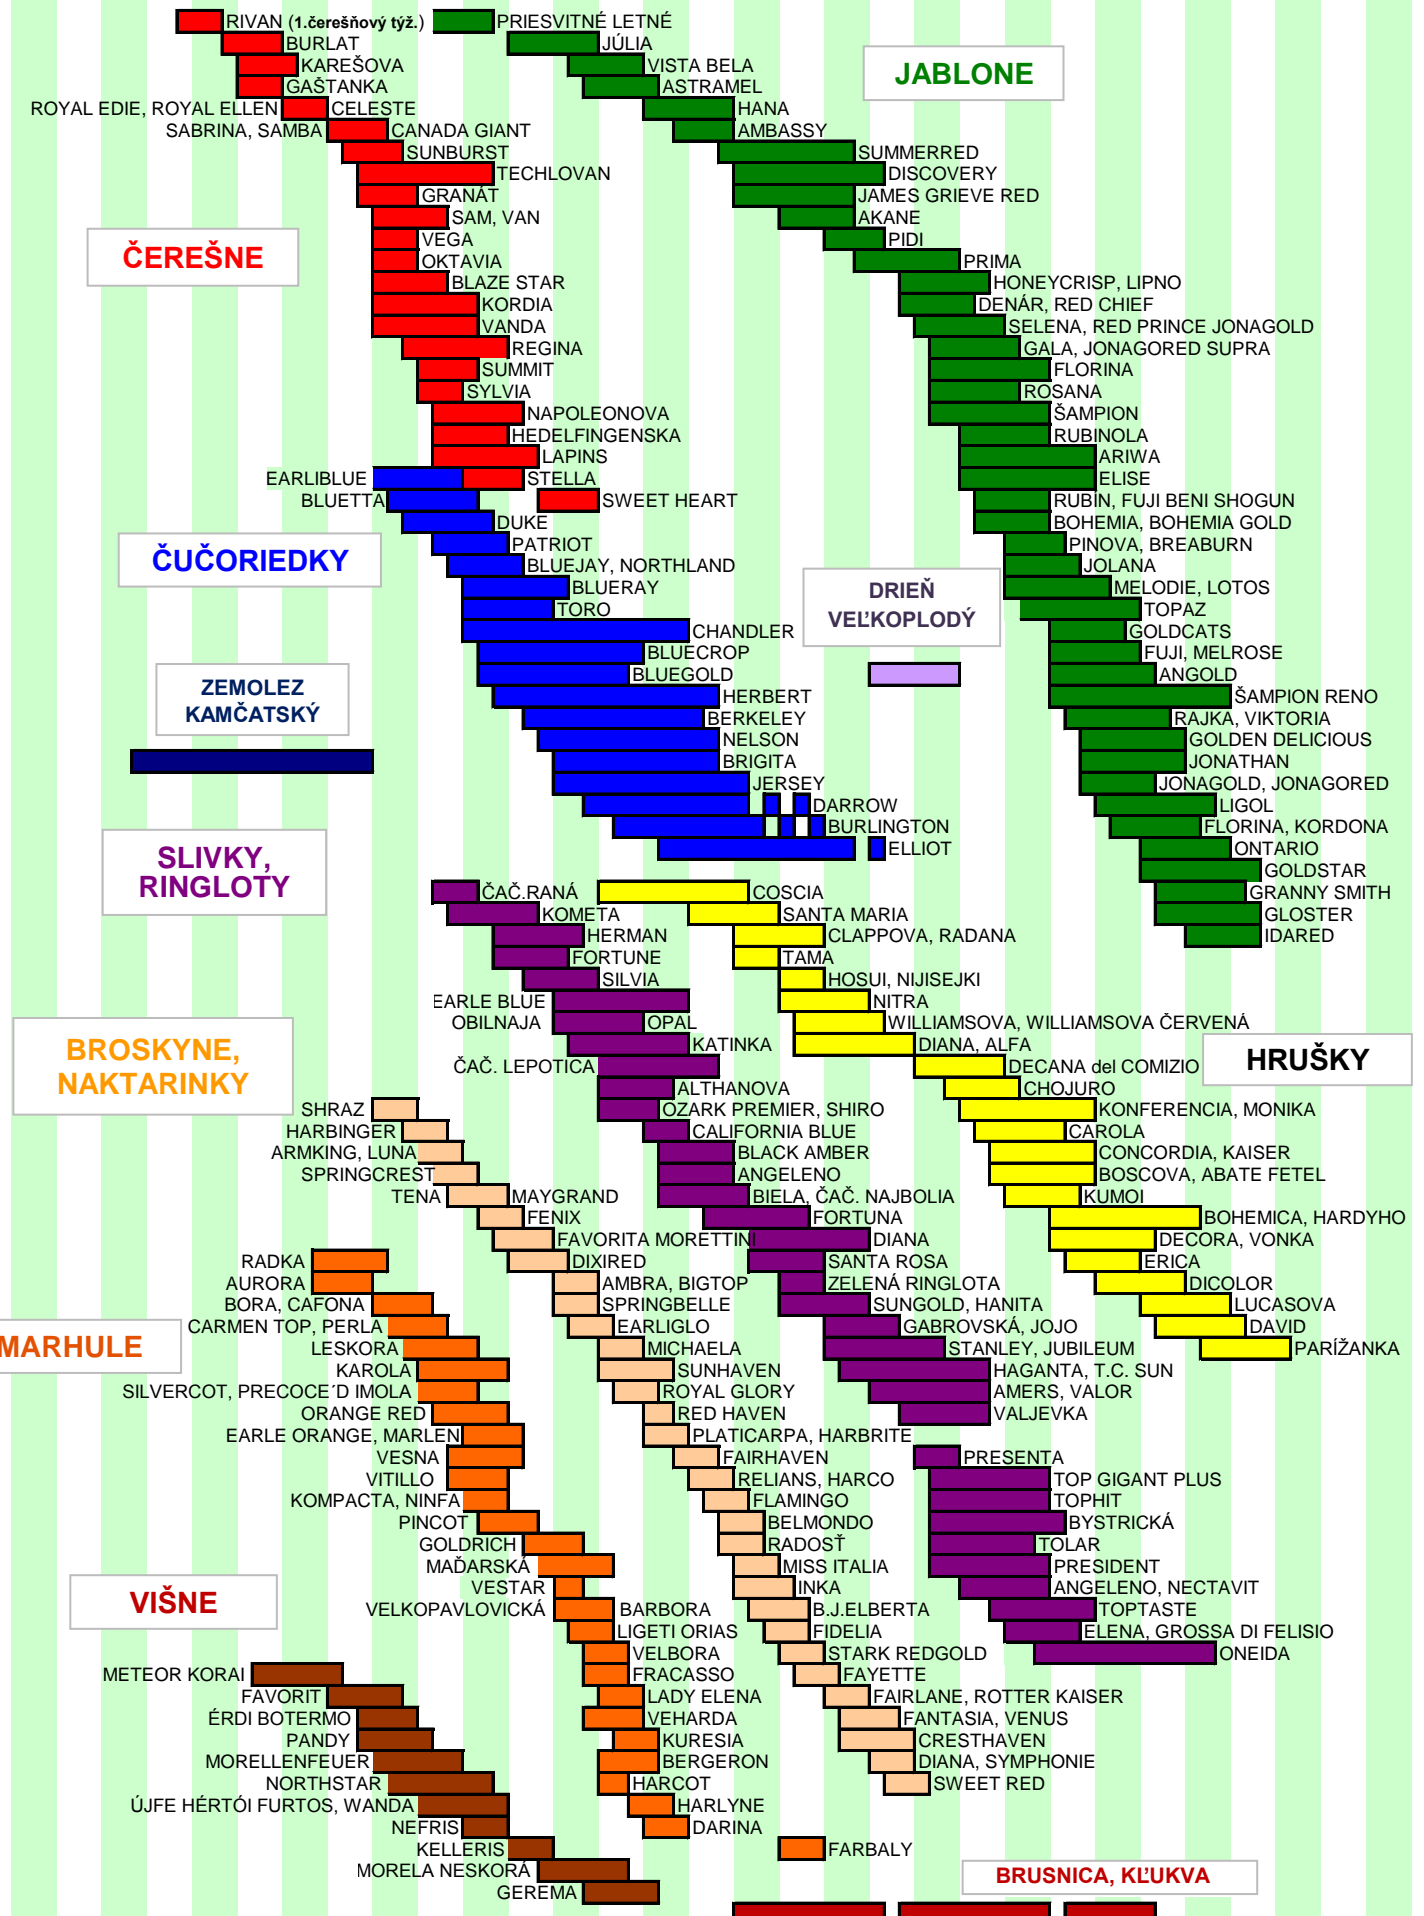 RIVAN (1.čerešňový týž.) PRIESVITNÉ LETNÉ
BURLAT JÚLIA
KAREŠOVA VISTA BELA
JABLONE
GAŠTANKA ASTRAMEL
ROYAL EDIE, ROYAL ELLEN CELESTE HANA
SABRINA, SAMBA CANADA GIANT AMBASSY
SUNBURST SUMMERRED
TECHLOVAN DISCOVERY
GRANÁT JAMES GRIEVE RED
SAM, VAN AKANE
VEGA PIDI
ČEREŠNE
OKTAVIA PRIMA
BLAZE STAR HONEYCRISP, LIPNO
KORDIA DENÁR, RED CHIEF
VANDA SELENA, RED PRINCE JONAGOLD
REGINA GALA, JONAGORED SUPRA
SUMMIT FLORINA
SYLVIA ROSANA
NAPOLEONOVA ŠAMPION
HEDELFINGENSKA RUBINOLA
LAPINS ARIWA
EARLIBLUE STELLA ELISE
BLUETTA SWEET HEART RUBÍN, FUJI BENI SHOGUN
DUKE BOHEMIA, BOHEMIA GOLD
PATRIOT PINOVA, BREABURN
ČUČORIEDKY
BLUEJAY, NORTHLAND JOLANA
BLUERAY MELODIE, LOTOS
DRIEŇ
VEĽKOPLODÝ
TORO TOPAZ
CHANDLER GOLDCATS
BLUECROP FUJI, MELROSE
BLUEGOLD ANGOLD
ZEMOLEZ
KAMČATSKÝ
HERBERT ŠAMPION RENO
BERKELEY RAJKA, VIKTORIA
NELSON GOLDEN DELICIOUS
BRIGITA JONATHAN
JERSEY JONAGOLD, JONAGORED
DARROW LIGOL
BURLINGTON FLORINA, KORDONA
ELLIOT ONTARIO
SLIVKY,
RINGLOTY
GOLDSTAR
ČAČ.RANÁ COSCIA GRANNY SMITH
KOMETA SANTA MARIA GLOSTER
HERMAN CLAPPOVA, RADANA IDARED
FORTUNE TAMA
SILVIA HOSUI, NIJISEJKI
EARLE BLUE NITRA
OBILNAJA OPAL WILLIAMSOVA, WILLIAMSOVA ČERVENÁ
KATINKA DIANA, ALFA
BROSKYNE,
NAKTARINKY
HRUŠKY
ČAČ. LEPOTICA DECANA del COMIZIO
ALTHANOVA CHOJURO
SHRAZ OZARK PREMIER, SHIRO KONFERENCIA, MONIKA
HARBINGER CALIFORNIA BLUE CAROLA
ARMKING, LUNA BLACK AMBER CONCORDIA, KAISER
SPRINGCREST ANGELENO BOSCOVA, ABATE FETEL
TENA MAYGRAND BIELA, ČAČ. NAJBOLIA KUMOI
FENIX FORTUNA BOHEMICA, HARDYHO
FAVORITA MORETTINI DIANA DECORA, VONKA
RADKA DIXIRED SANTA ROSA ERICA
AURORA AMBRA, BIGTOP ZELENÁ RINGLOTA DICOLOR
BORA, CAFONA SPRINGBELLE SUNGOLD, HANITA LUCASOVA
CARMEN TOP, PERLA EARLIGLO GABROVSKÁ, JOJO DAVID
MARHULE
LESKORA MICHAELA STANLEY, JUBILEUM PARÍŽANKA
KAROLA SUNHAVEN HAGANTA, T.C. SUN
SILVERCOT, PRECOCE´D IMOLA ROYAL GLORY AMERS, VALOR
ORANGE RED RED HAVEN VALJEVKA
EARLE ORANGE, MARLEN PLATICARPA, HARBRITE
VESNA FAIRHAVEN PRESENTA
VITILLO RELIANS, HARCO TOP GIGANT PLUS
KOMPACTA, NINFA FLAMINGO TOPHIT
PINCOT BELMONDO BYSTRICKÁ
GOLDRICH RADOSŤ TOLAR
MAĎARSKÁ MISS ITALIA PRESIDENT
VESTAR INKA ANGELENO, NECTAVIT
VIŠNE
VELKOPAVLOVICKÁ BARBORA B.J.ELBERTA TOPTASTE
LIGETI ORIAS FIDELIA ELENA, GROSSA DI FELISIO
VELBORA STARK REDGOLD ONEIDA
METEOR KORAI FRACASSO FAYETTE
FAVORIT LADY ELENA FAIRLANE, ROTTER KAISER
ÉRDI BOTERMO VEHARDA FANTASIA, VENUS
PANDY KURESIA CRESTHAVEN
MORELLENFEUER BERGERON DIANA, SYMPHONIE
NORTHSTAR HARCOT SWEET RED
ÚJFE HÉRTÓI FURTOS, WANDA HARLYNE
NEFRIS DARINA
KELLERIS FARBALY
MORELA NESKORÁ
BRUSNICA, KĽUKVA
GEREMA